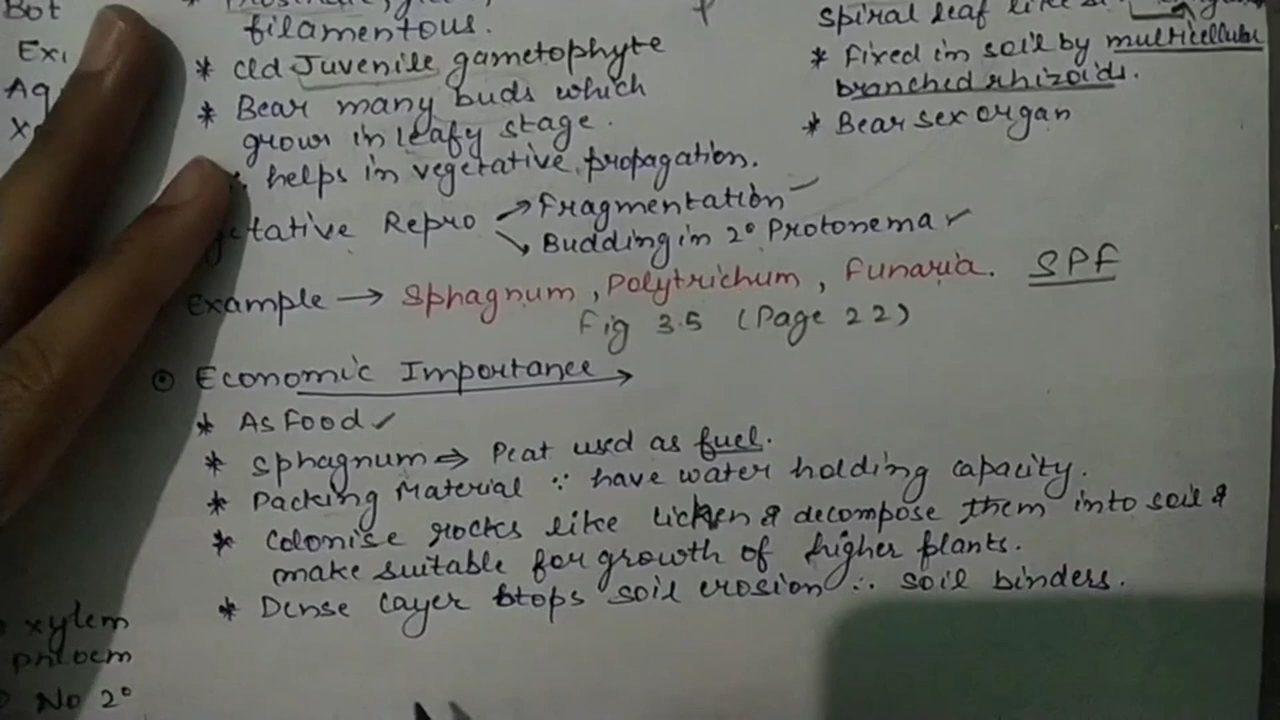 Bot
Ex
Aq
X
filamentous.
* Cld Juvenile gametophyte
* Bear many buds which
grow in leafy stage.
∴ helps in vegetative propagation.
etative Repro → Fragmentation
↘ Budding in 2° Protonema
Example → Sphagnum, Polytrichum, Funaria. SPF
Fig 3.5 (Page 22)
spiral leaf like
* Fixed in soil by multicellular
branched rhizoids.
* Bear sex organ
⊙ Economic Importance →
* As Food ✓
* Sphagnum ⇒ Peat used as fuel.
* Packing Material ∵ have water holding capacity.
* Colonise rocks like lichen & decompose them into soil &
make suitable for growth of higher plants.
* Dense layer stops soil erosion ∴ soil binders.
xylem
phloem
No 2°